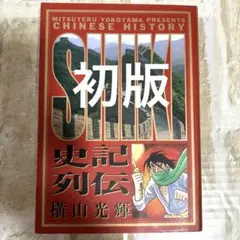 MITSUTERU YOKOYAMA PRESENTS
CHINESE HISTORY
SHIKI
初版
史記
列伝
横山光輝